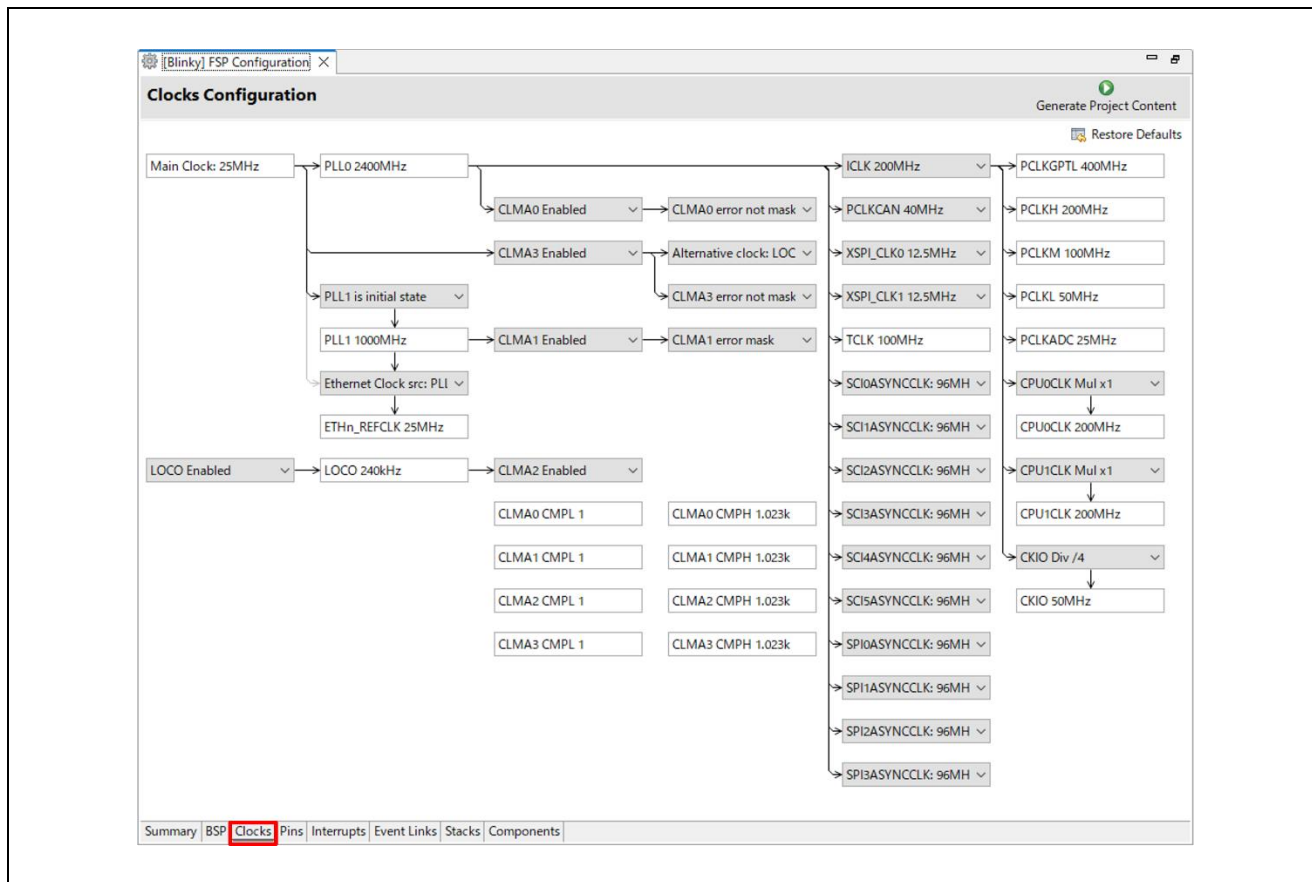 [Blinky] FSP Configuration
Clocks Configuration
Generate Project Content
Restore Defaults
Main Clock: 25MHz
PLL0 2400MHz
ICLK 200MHz
PCLKGPTL 400MHz
CLMA0 Enabled
CLMA0 error not mask
PCLKCAN 40MHz
PCLKH 200MHz
CLMA3 Enabled
Alternative clock: LOC
XSPI_CLK0 12.5MHz
PCLKM 100MHz
PLL1 is initial state
CLMA3 error not mask
XSPI_CLK1 12.5MHz
PCLKL 50MHz
PLL1 1000MHz
CLMA1 Enabled
CLMA1 error mask
TCLK 100MHz
PCLKADC 25MHz
Ethernet Clock src: PLL
SCI0ASYNCCLK: 96MH
CPU0CLK Mul x1
ETHn_REFCLK 25MHz
SCI1ASYNCCLK: 96MH
CPU0CLK 200MHz
LOCO Enabled
LOCO 240kHz
CLMA2 Enabled
SCI2ASYNCCLK: 96MH
CPU1CLK Mul x1
CLMA0 CMPL 1
CLMA0 CMPH 1.023k
SCI3ASYNCCLK: 96MH
CPU1CLK 200MHz
CLMA1 CMPL 1
CLMA1 CMPH 1.023k
SCI4ASYNCCLK: 96MH
CKIO Div /4
CLMA2 CMPL 1
CLMA2 CMPH 1.023k
SCI5ASYNCCLK: 96MH
CKIO 50MHz
CLMA3 CMPL 1
CLMA3 CMPH 1.023k
SPI0ASYNCCLK: 96MH
SPI1ASYNCCLK: 96MH
SPI2ASYNCCLK: 96MH
SPI3ASYNCCLK: 96MH
Summary BSP Clocks Pins Interrupts Event Links Stacks Components